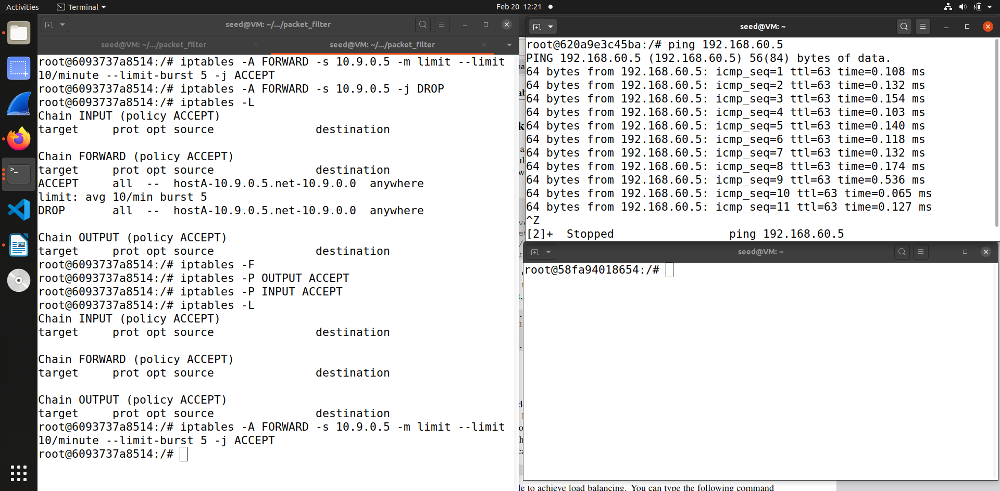 Activities
Terminal
Feb 20 12:21
seed@VM: ~/.../packet_filter
seed@VM: ~/.../packet_filter
seed@VM: ~/.../packet_filter
root@6093737a8514:/# iptables -A FORWARD -s 10.9.0.5 -m limit --limit
10/minute --limit-burst 5 -j ACCEPT
root@6093737a8514:/# iptables -A FORWARD -s 10.9.0.5 -j DROP
root@6093737a8514:/# iptables -L
Chain INPUT (policy ACCEPT)
target     prot opt source               destination
Chain FORWARD (policy ACCEPT)
target     prot opt source               destination
ACCEPT     all  --  hostA-10.9.0.5.net-10.9.0.0  anywhere
limit: avg 10/min burst 5
DROP       all  --  hostA-10.9.0.5.net-10.9.0.0  anywhere
Chain OUTPUT (policy ACCEPT)
target     prot opt source               destination
root@6093737a8514:/# iptables -F
root@6093737a8514:/# iptables -P OUTPUT ACCEPT
root@6093737a8514:/# iptables -P INPUT ACCEPT
root@6093737a8514:/# iptables -L
Chain INPUT (policy ACCEPT)
target     prot opt source               destination
Chain FORWARD (policy ACCEPT)
target     prot opt source               destination
Chain OUTPUT (policy ACCEPT)
target     prot opt source               destination
root@6093737a8514:/# iptables -A FORWARD -s 10.9.0.5 -m limit --limit
10/minute --limit-burst 5 -j ACCEPT
root@6093737a8514:/#
seed@VM: ~
root@620a9e3c45ba:/# ping 192.168.60.5
PING 192.168.60.5 (192.168.60.5) 56(84) bytes of data.
64 bytes from 192.168.60.5: icmp_seq=1 ttl=63 time=0.108 ms
64 bytes from 192.168.60.5: icmp_seq=2 ttl=63 time=0.132 ms
64 bytes from 192.168.60.5: icmp_seq=3 ttl=63 time=0.154 ms
64 bytes from 192.168.60.5: icmp_seq=4 ttl=63 time=0.103 ms
64 bytes from 192.168.60.5: icmp_seq=5 ttl=63 time=0.140 ms
64 bytes from 192.168.60.5: icmp_seq=6 ttl=63 time=0.118 ms
64 bytes from 192.168.60.5: icmp_seq=7 ttl=63 time=0.132 ms
64 bytes from 192.168.60.5: icmp_seq=8 ttl=63 time=0.174 ms
64 bytes from 192.168.60.5: icmp_seq=9 ttl=63 time=0.536 ms
64 bytes from 192.168.60.5: icmp_seq=10 ttl=63 time=0.065 ms
64 bytes from 192.168.60.5: icmp_seq=11 ttl=63 time=0.127 ms
^Z
[2]+  Stopped                 ping 192.168.60.5
seed@VM: ~
root@58fa94018654:/#
to achieve load balancing. You can type the following command